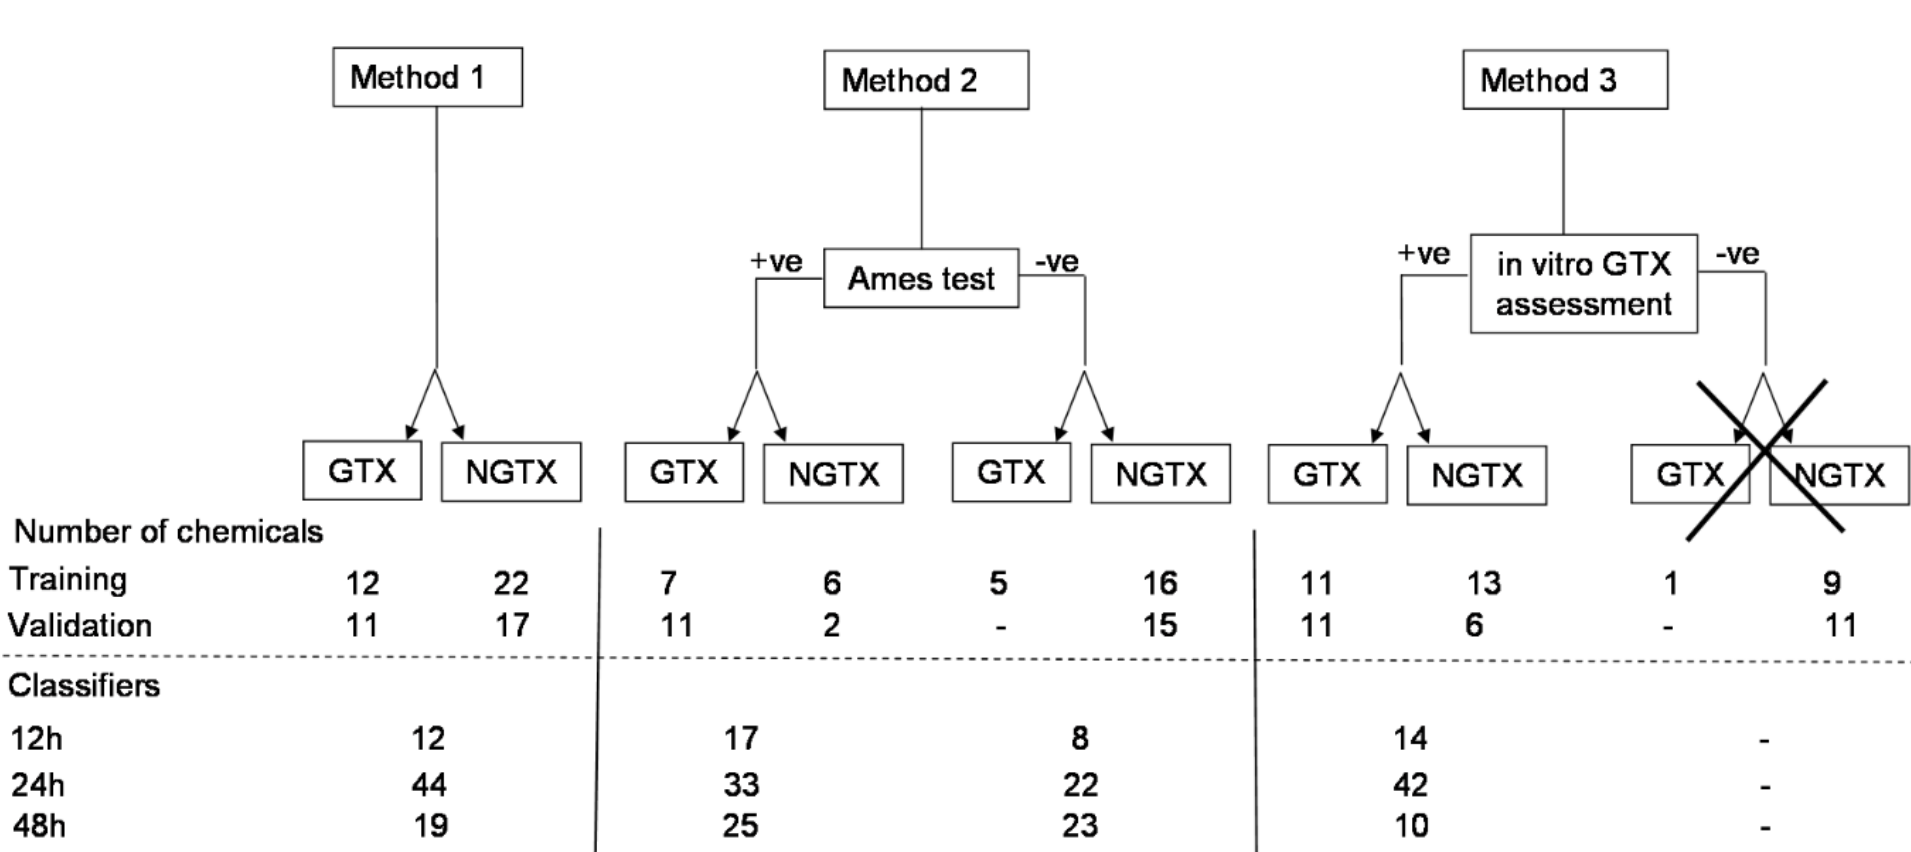 Method 1 Method 2 Method 3
+ve Ames test -ve +ve in vitro GTX assessment -ve
GTX NGTX GTX NGTX GTX NGTX GTX NGTX GTX NGTX
Number of chemicals
Training 12 22 7 6 5 16 11 13 1 9
Validation 11 17 11 2 - 15 11 6 - 11
Classifiers
12h 12 17 8 14 -
24h 44 33 22 42 -
48h 19 25 23 10 -